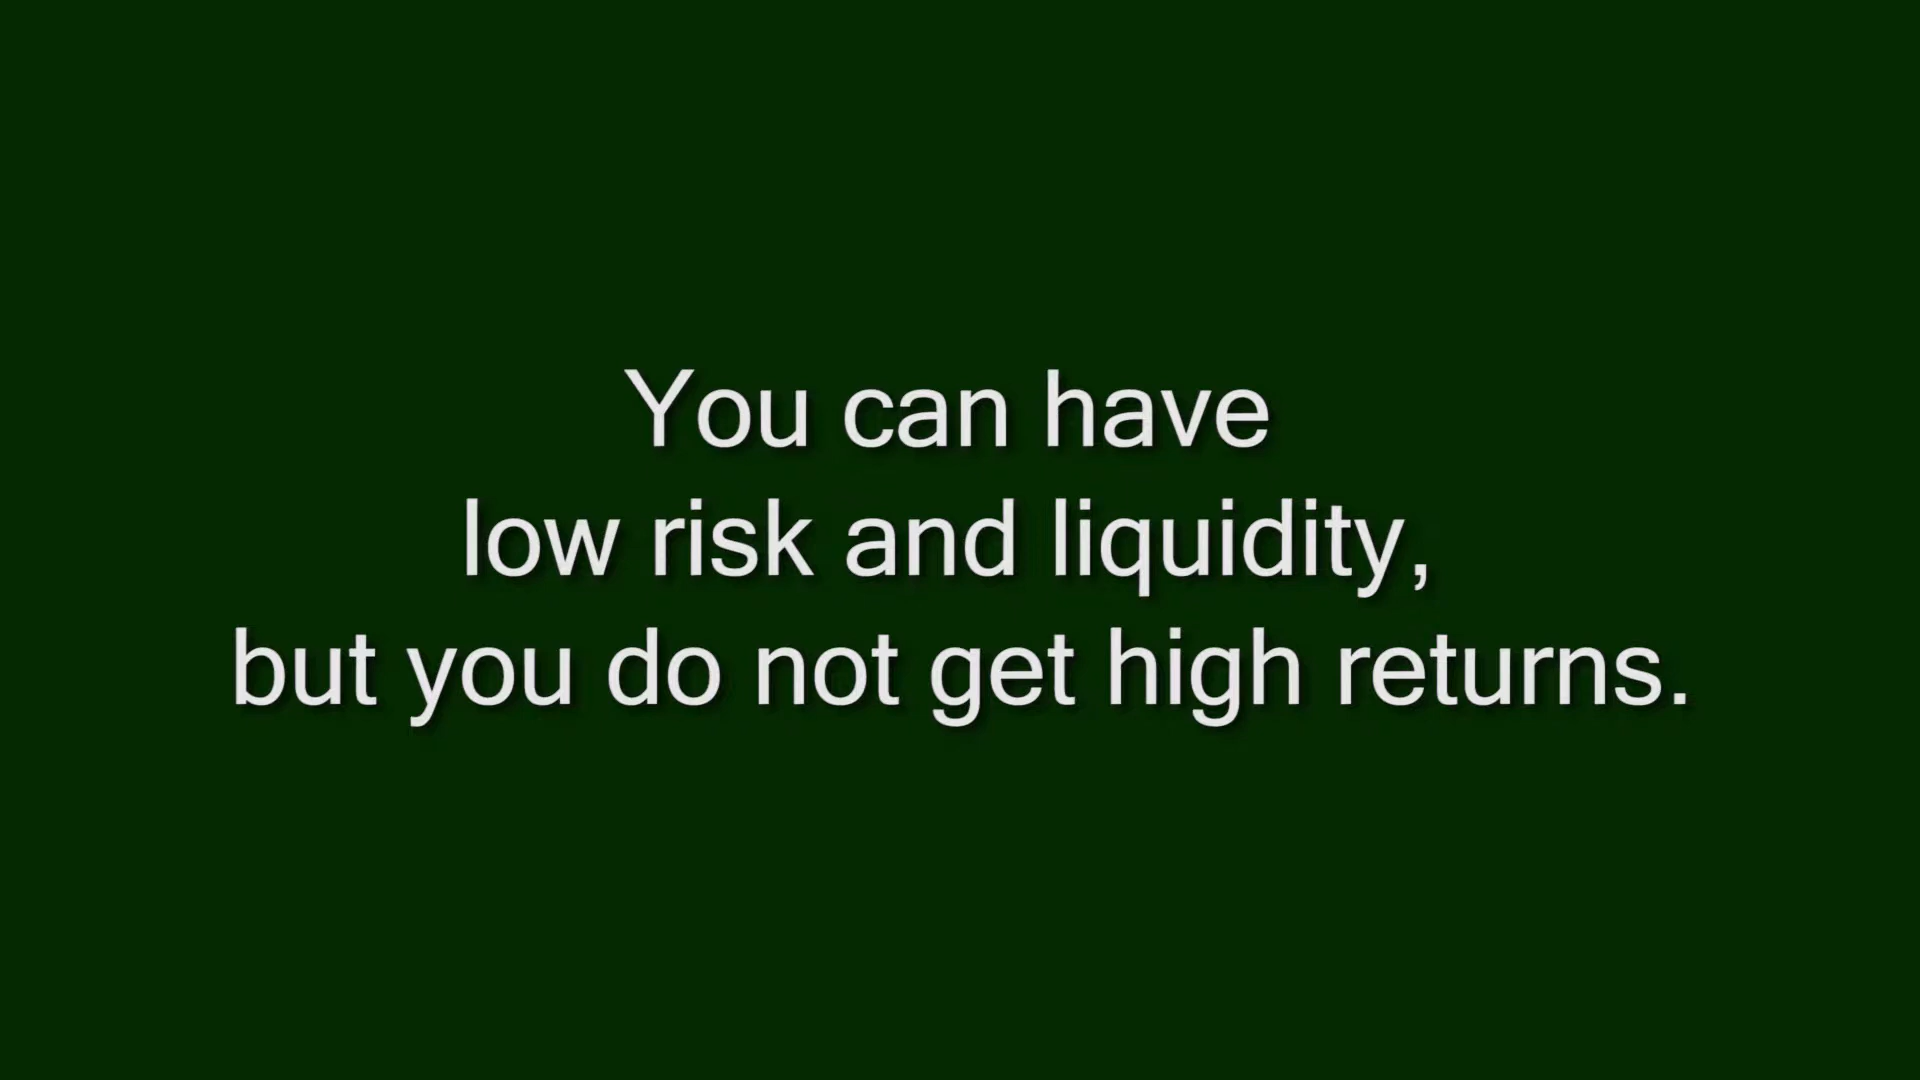 You can have
low risk and liquidity,
but you do not get high returns.